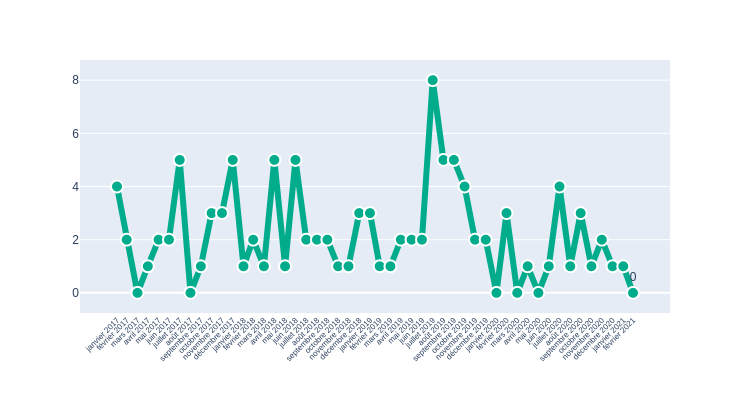 8
6
4
2
0
0
janvier 2017
février 2017
mars 2017
avril 2017
mai 2017
juin 2017
juillet 2017
août 2017
septembre 2017
octobre 2017
novembre 2017
décembre 2017
janvier 2018
février 2018
mars 2018
avril 2018
mai 2018
juin 2018
juillet 2018
août 2018
septembre 2018
octobre 2018
novembre 2018
décembre 2018
janvier 2019
février 2019
mars 2019
avril 2019
mai 2019
juin 2019
juillet 2019
août 2019
septembre 2019
octobre 2019
novembre 2019
décembre 2019
janvier 2020
février 2020
mars 2020
avril 2020
mai 2020
juin 2020
juillet 2020
août 2020
septembre 2020
octobre 2020
novembre 2020
décembre 2020
janvier 2021
février 2021